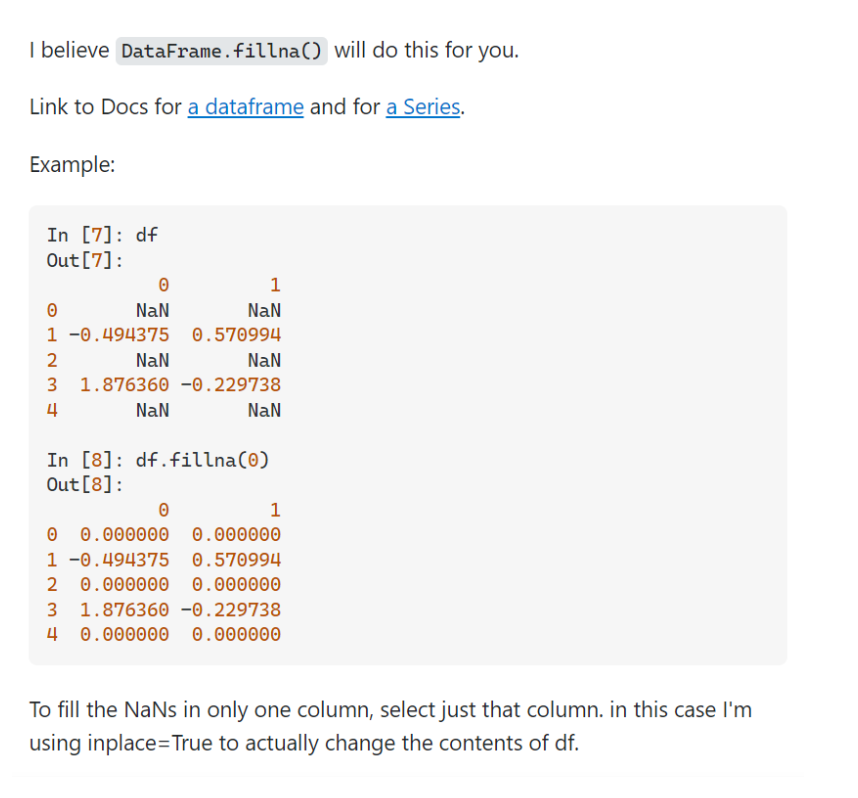 I believe DataFrame.fillna() will do this for you.
Link to Docs for a dataframe and for a Series.
Example:
In [7]: df
Out[7]:
          0         1
0       NaN       NaN
1 -0.494375  0.570994
2       NaN       NaN
3  1.876360 -0.229738
4       NaN       NaN
In [8]: df.fillna(0)
Out[8]:
          0         1
0  0.000000  0.000000
1 -0.494375  0.570994
2  0.000000  0.000000
3  1.876360 -0.229738
4  0.000000  0.000000
To fill the NaNs in only one column, select just that column. in this case I'm
using inplace=True to actually change the contents of df.